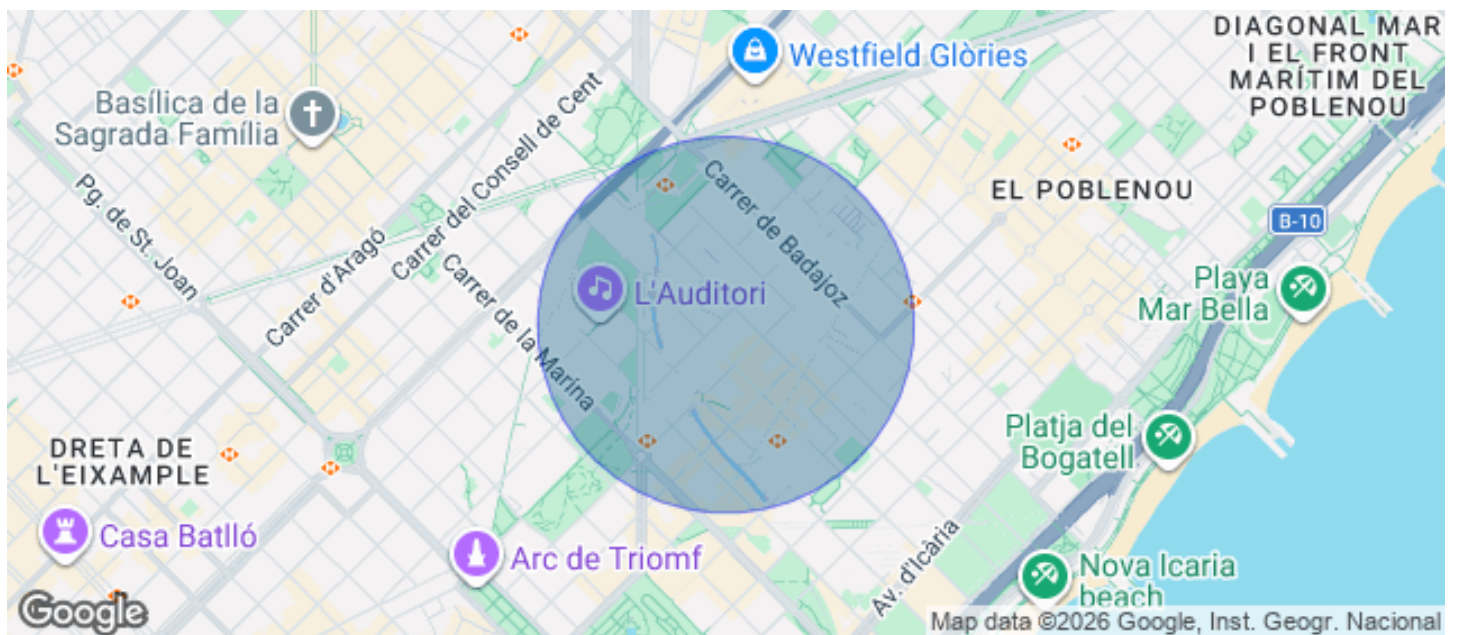 DIAGONAL MAR
I EL FRONT
MARÍTIM DEL
POBLENOU
Westfield Glòries
Basílica de la
Sagrada Família
Carrer del Consell de Cent
Pg. de St. Joan
Carrer d'Aragó
Carrer de Badajoz
EL POBLENOU
B-10
Playa
Mar Bella
L'Auditori
Carrer de la Marina
Platja del
Bogatell
DRETA DE
L'EIXAMPLE
Casa Batlló
Arc de Triomf
Av. d'Icària
Nova Icaria
beach
Google
Map data ©2026 Google, Inst. Geogr. Nacional